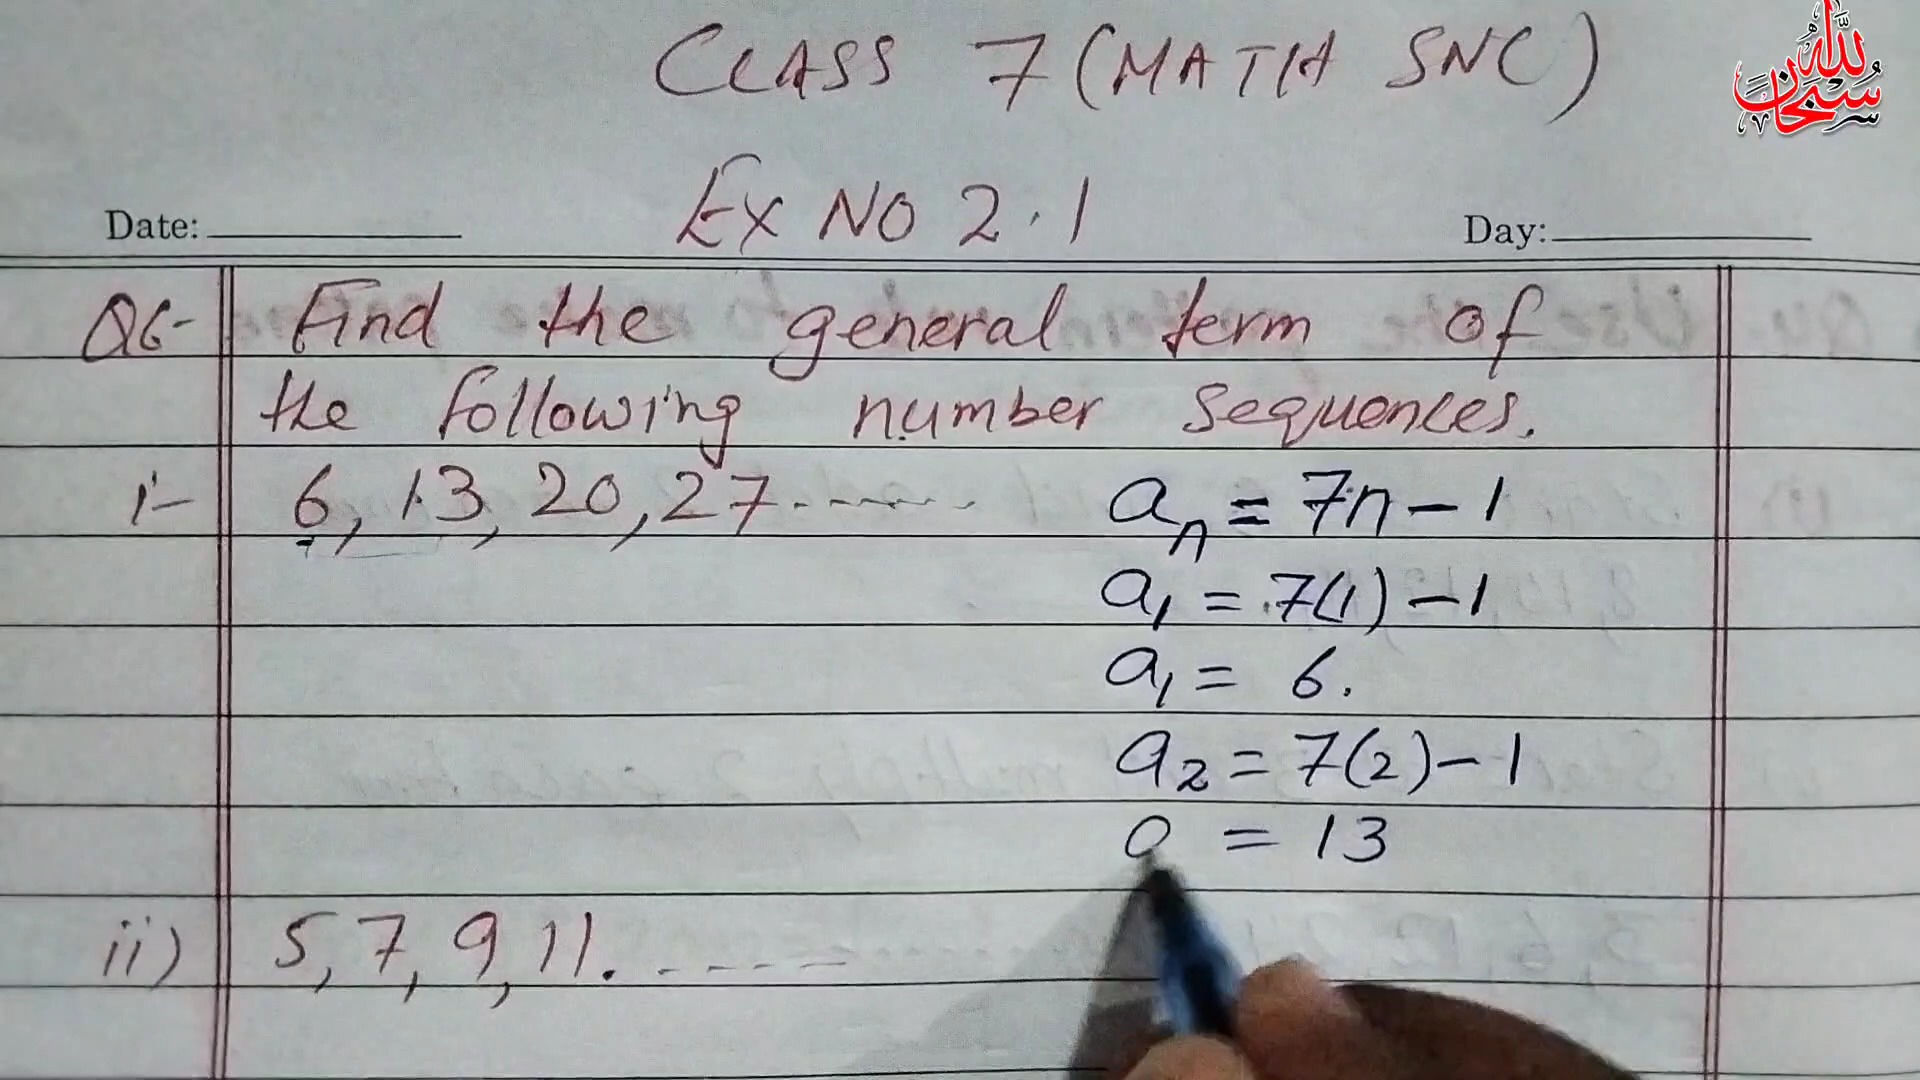 CLASS 7 (MATH SNC)
سبحان الله
EX NO 2.1
Date:
Day:
Q6- Find the general term of
the following number sequences.
i- 6, 13, 20, 27-------
aₙ = 7n - 1
a₁ = 7(1) - 1
a₁ = 6.
a₂ = 7(2) - 1
a = 13
ii) 5, 7, 9, 11. -------